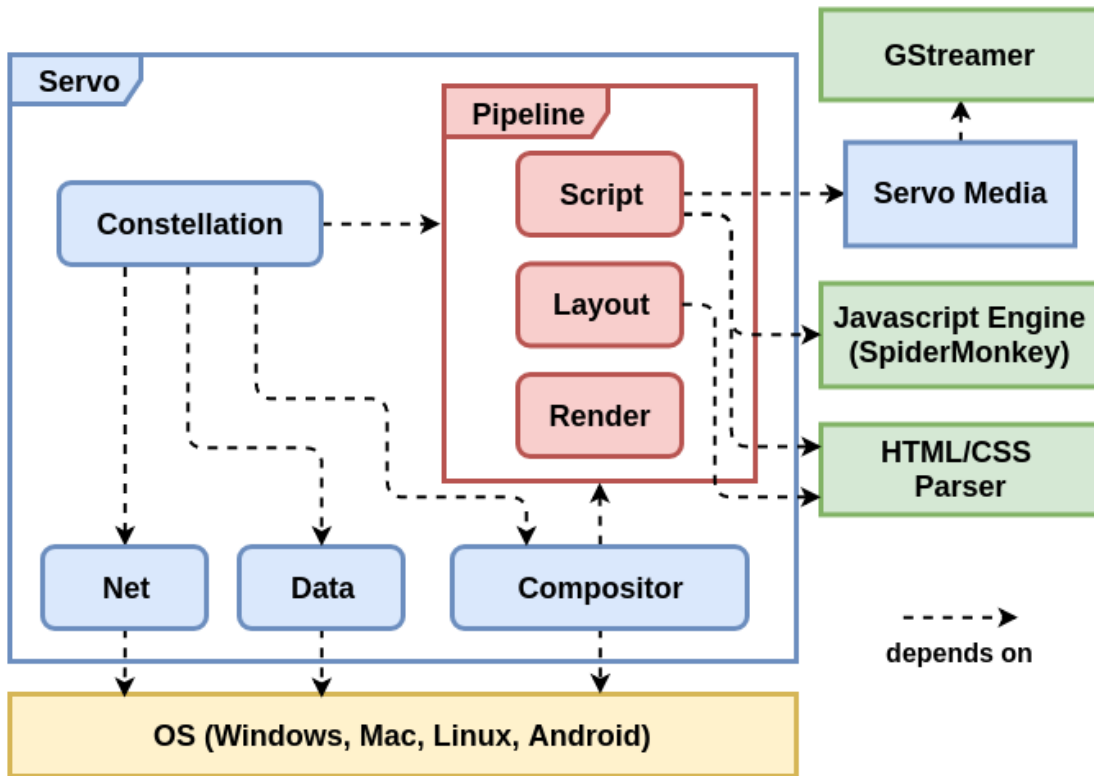 GStreamer
Servo
Pipeline
Script
Servo Media
Constellation
Layout
Javascript Engine
(SpiderMonkey)
Render
HTML/CSS
Parser
Net
Data
Compositor
depends on
OS (Windows, Mac, Linux, Android)